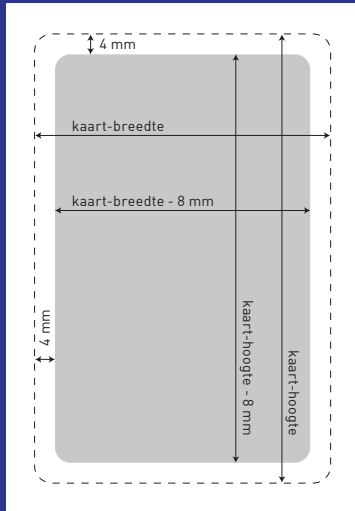 4 mm
kaart-breedte
kaart-breedte - 8 mm
4 mm
kaart-hoogte - 8 mm
kaart-hoogte